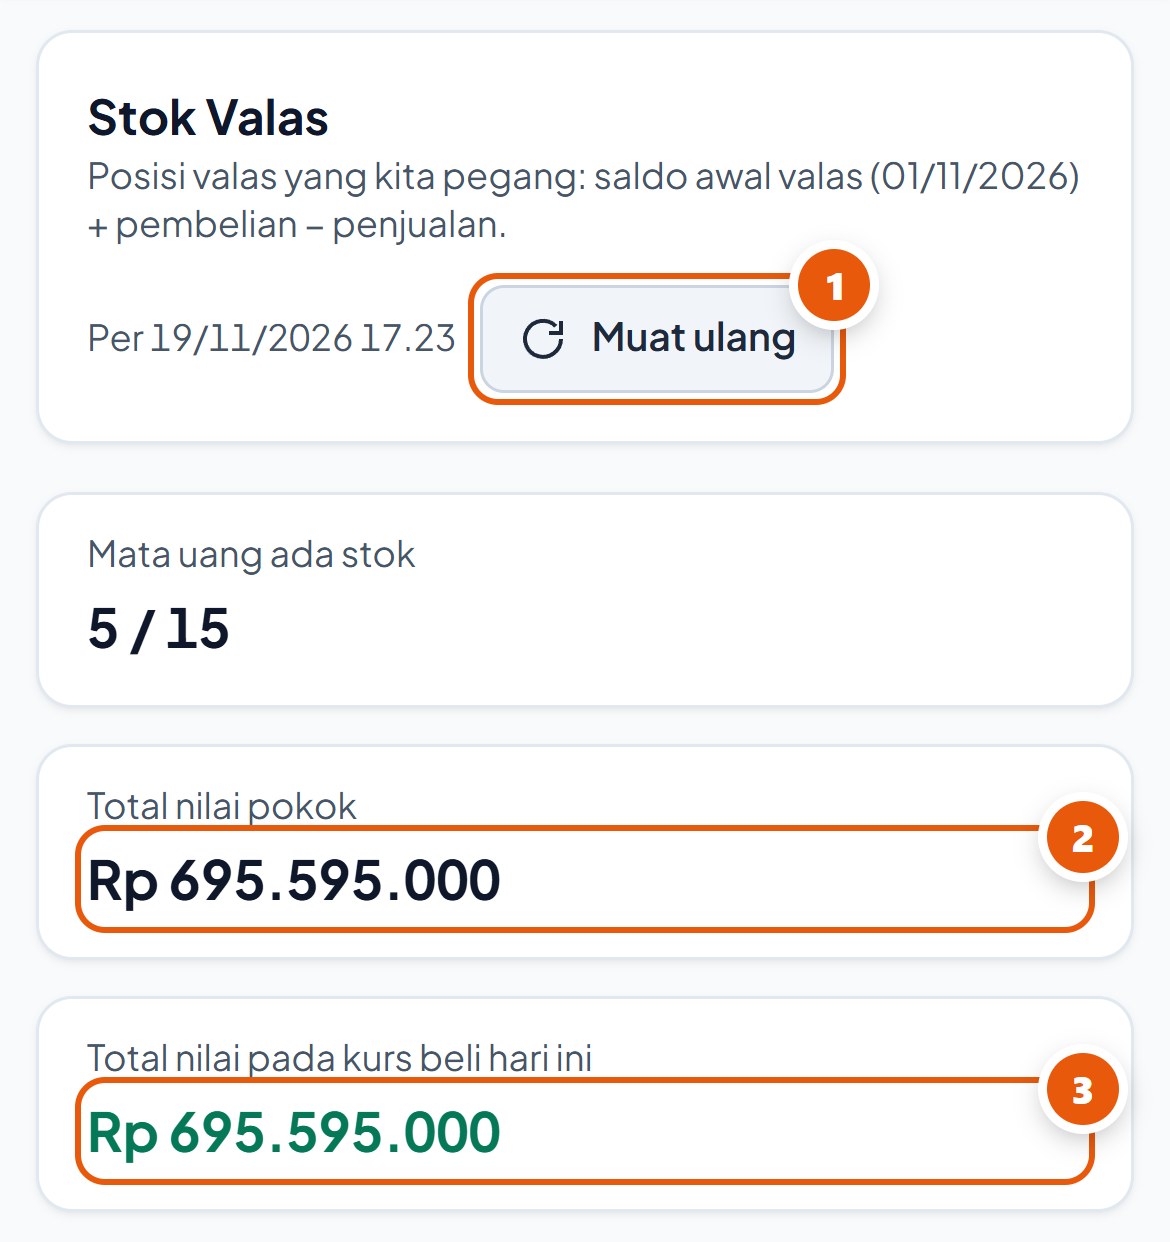 Stok Valas
Posisi valas yang kita pegang: saldo awal valas (01/11/2026)
+ pembelian – penjualan.
1
Per 19/11/2026 17.23
Muat ulang
Mata uang ada stok
5 / 15
Total nilai pokok
2
Rp 695.595.000
Total nilai pada kurs beli hari ini
3
Rp 695.595.000